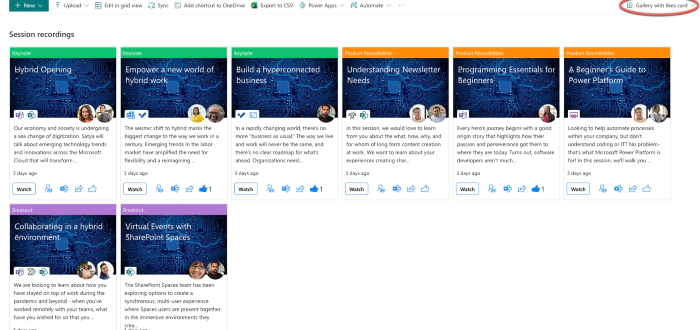 + New Upload Edit in grid view Sync Add shortcut to OneDrive Export to CSV Power Apps Automate ... Gallery with likes card
Session recordings
Keynote
Hybrid Opening
Our economy and society is undergoing
a sea change of digitization. Satya will
talk about emerging technology trends
and innovations across the Microsoft
Cloud that will transform ...
3 days ago
Watch
Keynote
Empower a new world of
hybrid work
The seismic shift to hybrid marks the
biggest change to the way we work in a
century. Emerging trends in the labor
market have amplified the need for
flexibility and a reimagining ...
3 days ago
Watch 1
Keynote
Build a hyperconnected
business
In a rapidly changing world, there's no
more "business as usual." The way we live
and work will never be the same, and
there's no clear roadmap for what's
ahead. Organizations need..
3 days ago
Watch 1
Product Roundtables
Understanding Newsletter
Needs
In this session, we would love to learn
from you about the what, how, why, and
for whom of long form content creation
at work. We want to learn about your
experiences creating shar...
3 days ago
Watch
Product Roundtables
Programming Essentials for
Beginners
Every hero's journey begins with a good
origin story that highlights how their
passion and perseverance got them to
where they are today. Turns out, software
developers aren't much...
3 days ago
Watch 1
Product Roundtables
A Beginner's Guide to
Power Platform
Looking to help automate processes
within your company, but don't
understand coding or IT? No problem-
that's what Microsoft Power Platform is
for! In this session, we'll walk you ...
3 days ago
Watch
Breakout
Collaborating in a hybrid
environment
We are looking to learn about how you
have stayed on top of work during the
pandemic and beyond - when you've
worked remotely with your teams, what
have you wished for so that you ...
3 days ago
Breakout
Virtual Events with
SharePoint Spaces
The SharePoint Spaces team has been
exploring options to create a
synchronous, multi-user experience
where Spaces users are present together
in the immersive environments they
crea...
3 days ago